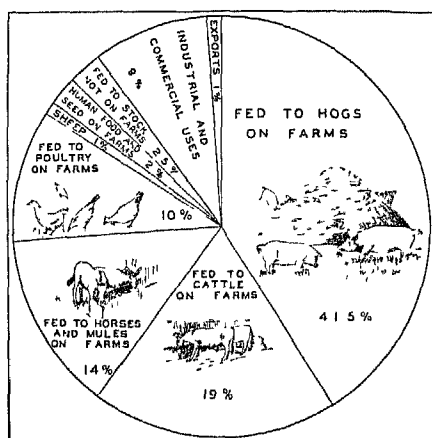 EXPORTS 1%
INDUSTRIAL AND
COMMERCIAL USES
8%
FED TO STOCK
NOT ON FARMS 2 5 %
HUMAN FOOD AND
SEED ON FARMS 2%
SHEEP 1%
FED TO
POULTRY
ON FARMS
10%
FED TO HORSES
AND MULES
ON FARMS
14%
FED TO
CATTLE
ON FARMS
19%
FED TO HOGS
ON FARMS
41 5%